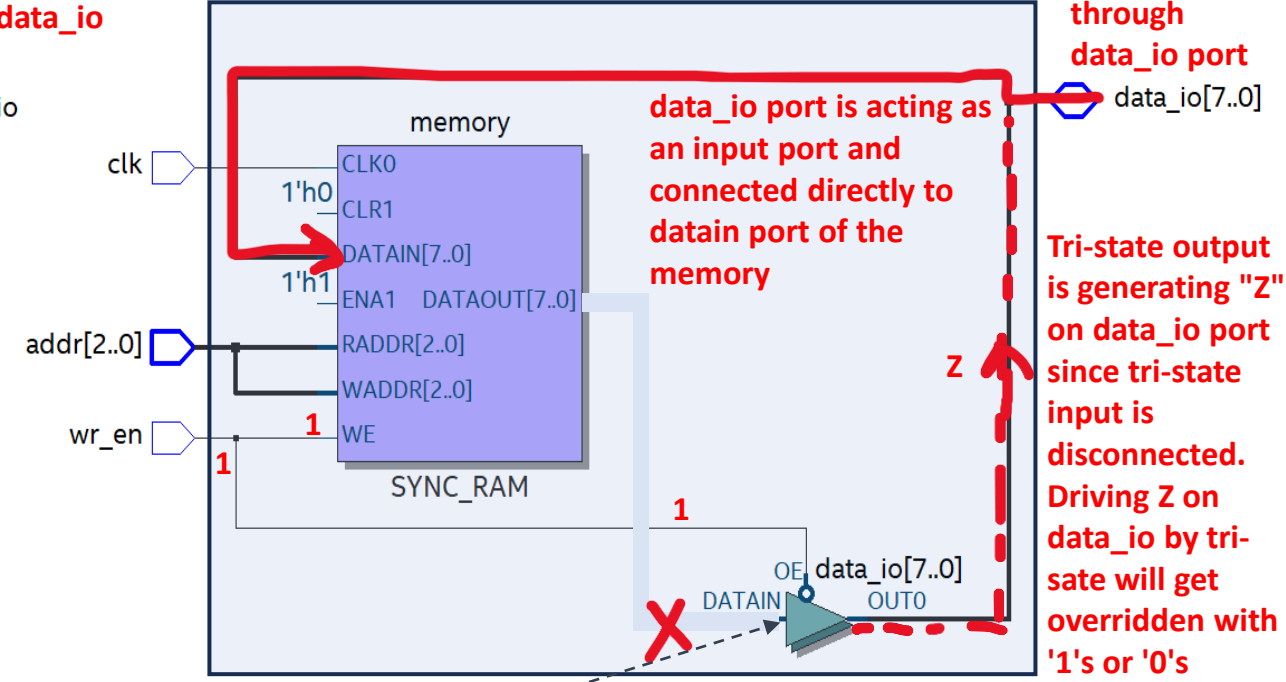 data_io
io
through
data_io port
data_io[7..0]
memory
clk
CLK0
1'h0
CLR1
DATAIN[7..0]
1'h1
ENA1 DATAOUT[7..0]
addr[2..0]
RADDR[2..0]
WADDR[2..0]
wr_en
1
WE
1
SYNC_RAM
data_io port is acting as
an input port and
connected directly to
datain port of the
memory
Z
1
OE
data_io[7..0]
DATAIN
OUT0
Tri-state output
is generating "Z"
on data_io port
since tri-state
input is
disconnected.
Driving Z on
data_io by tri-
sate will get
overridden with
'1's or '0's